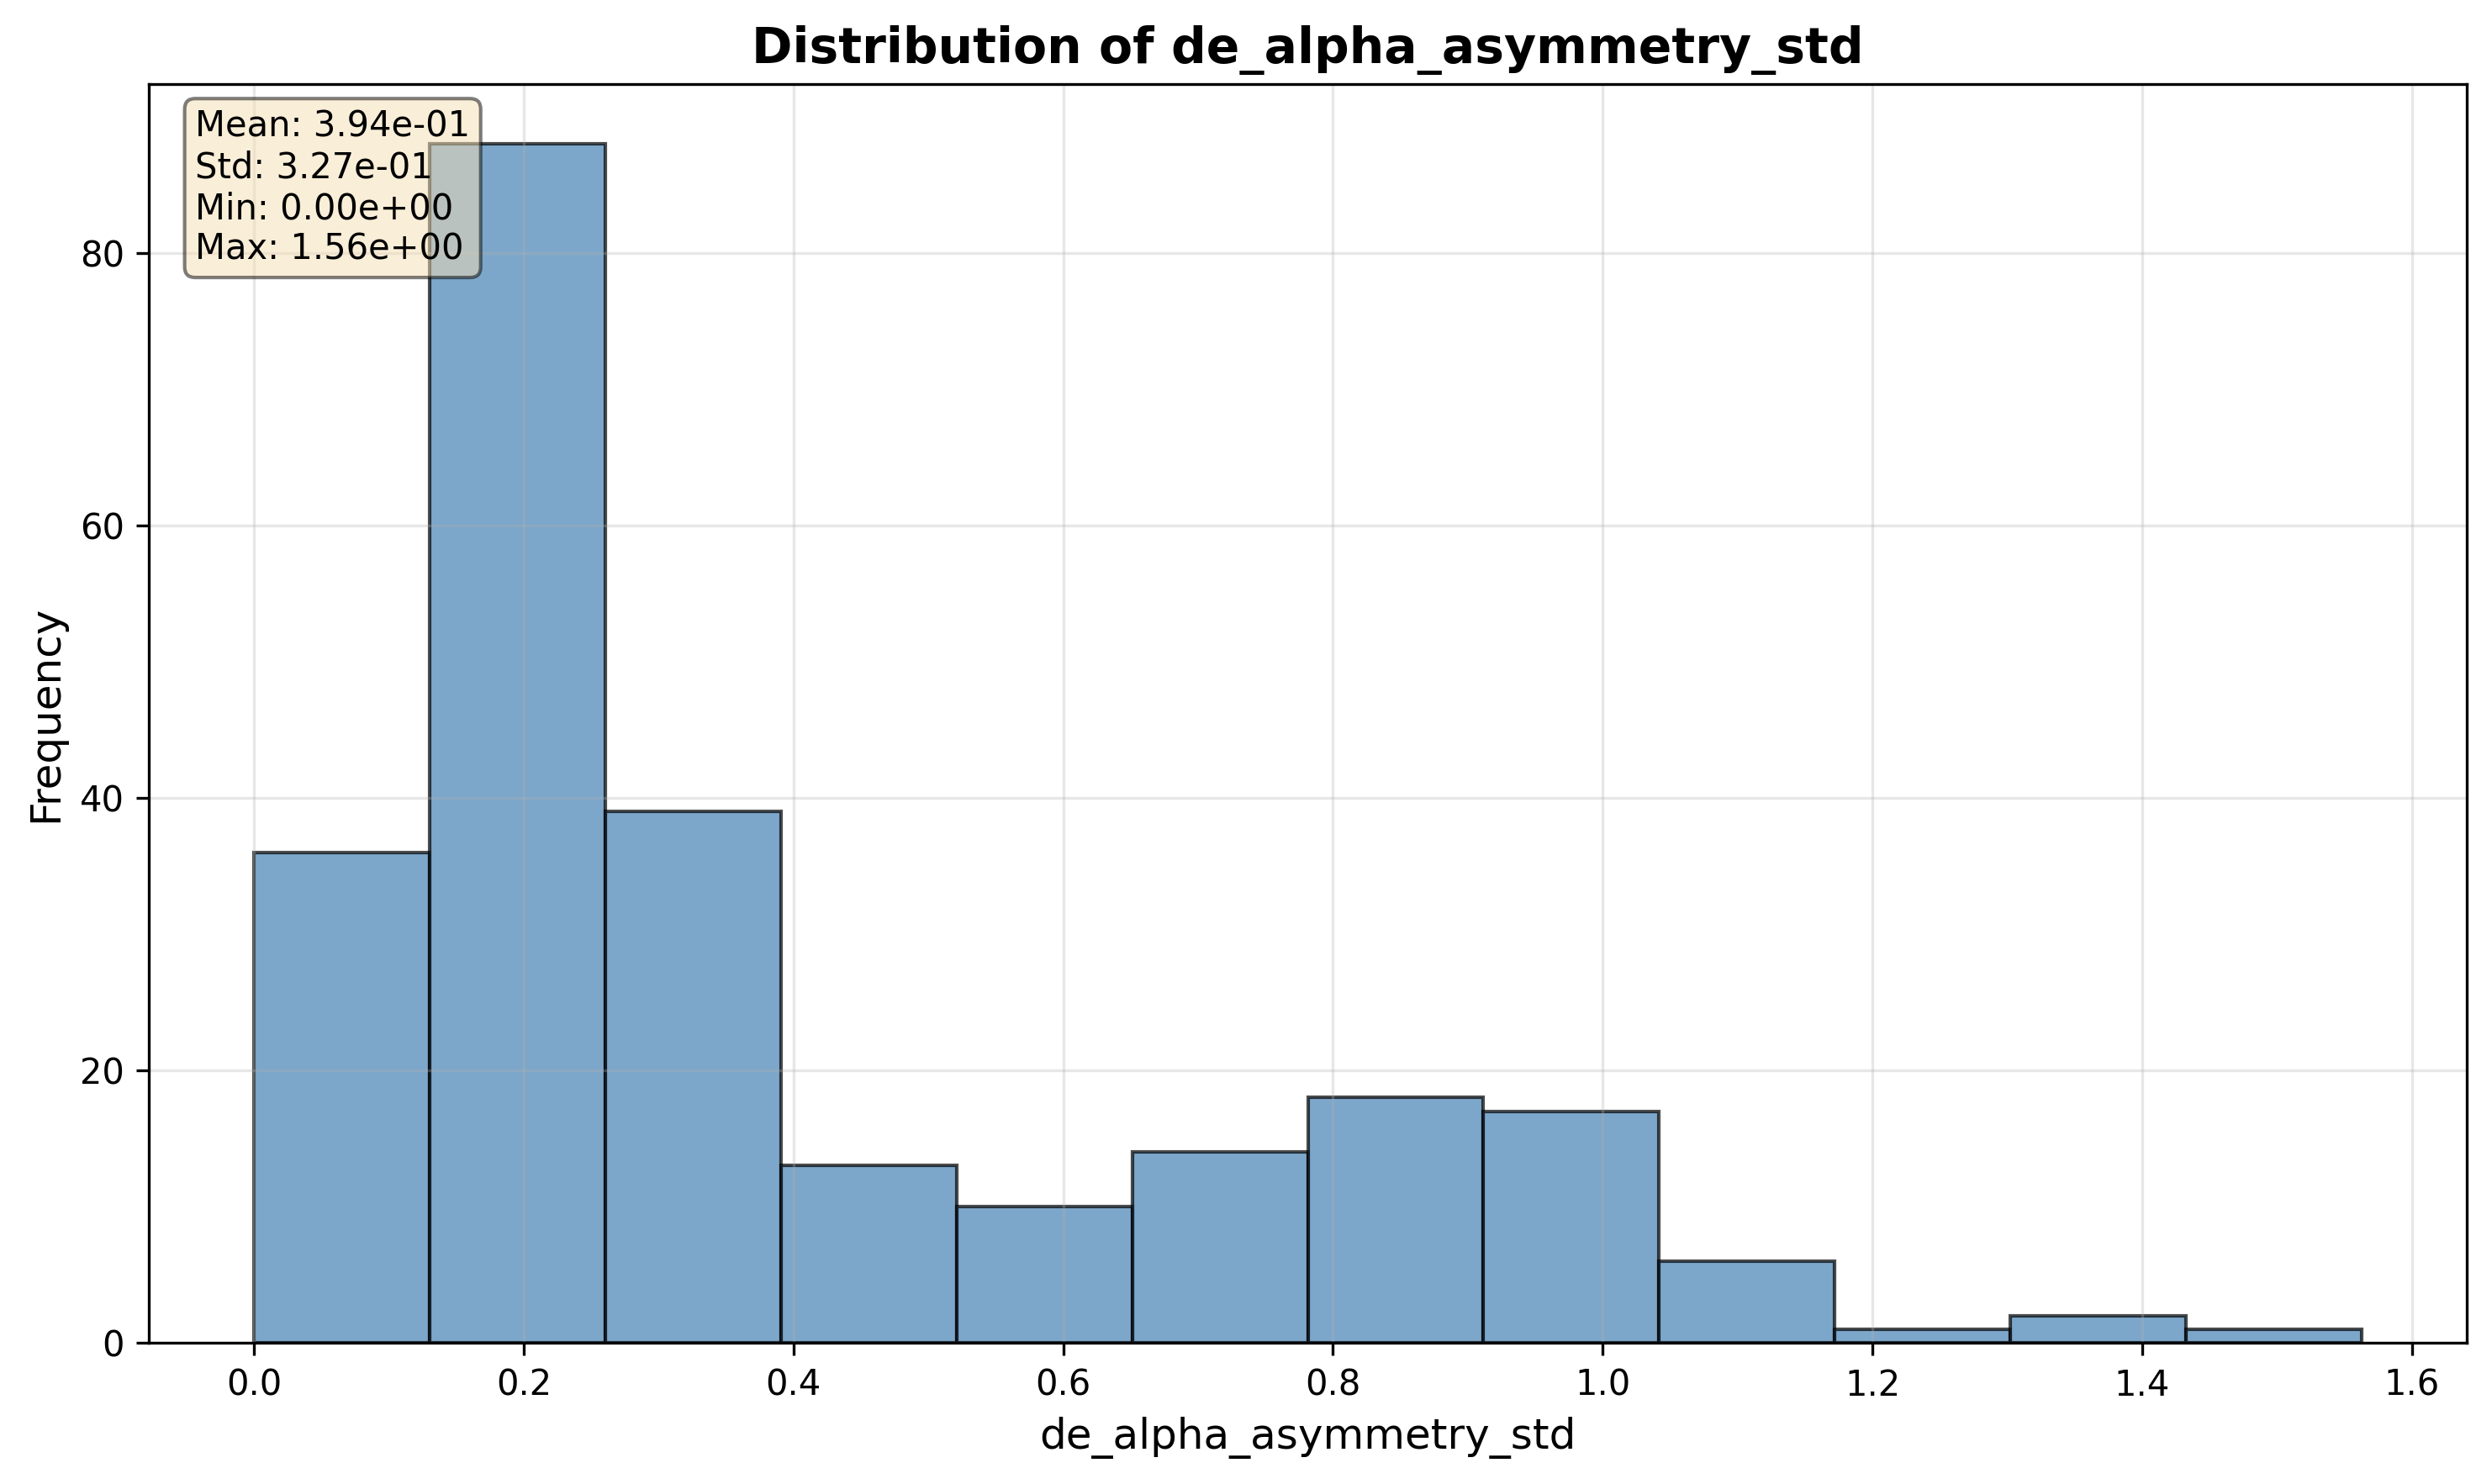 Distribution of de_alpha_asymmetry_std
Mean: 3.94e-01
Std: 3.27e-01
Min: 0.00e+00
Max: 1.56e+00
80
60
40
20
0
Frequency
0.0 0.2 0.4 0.6 0.8 1.0 1.2 1.4 1.6
de_alpha_asymmetry_std